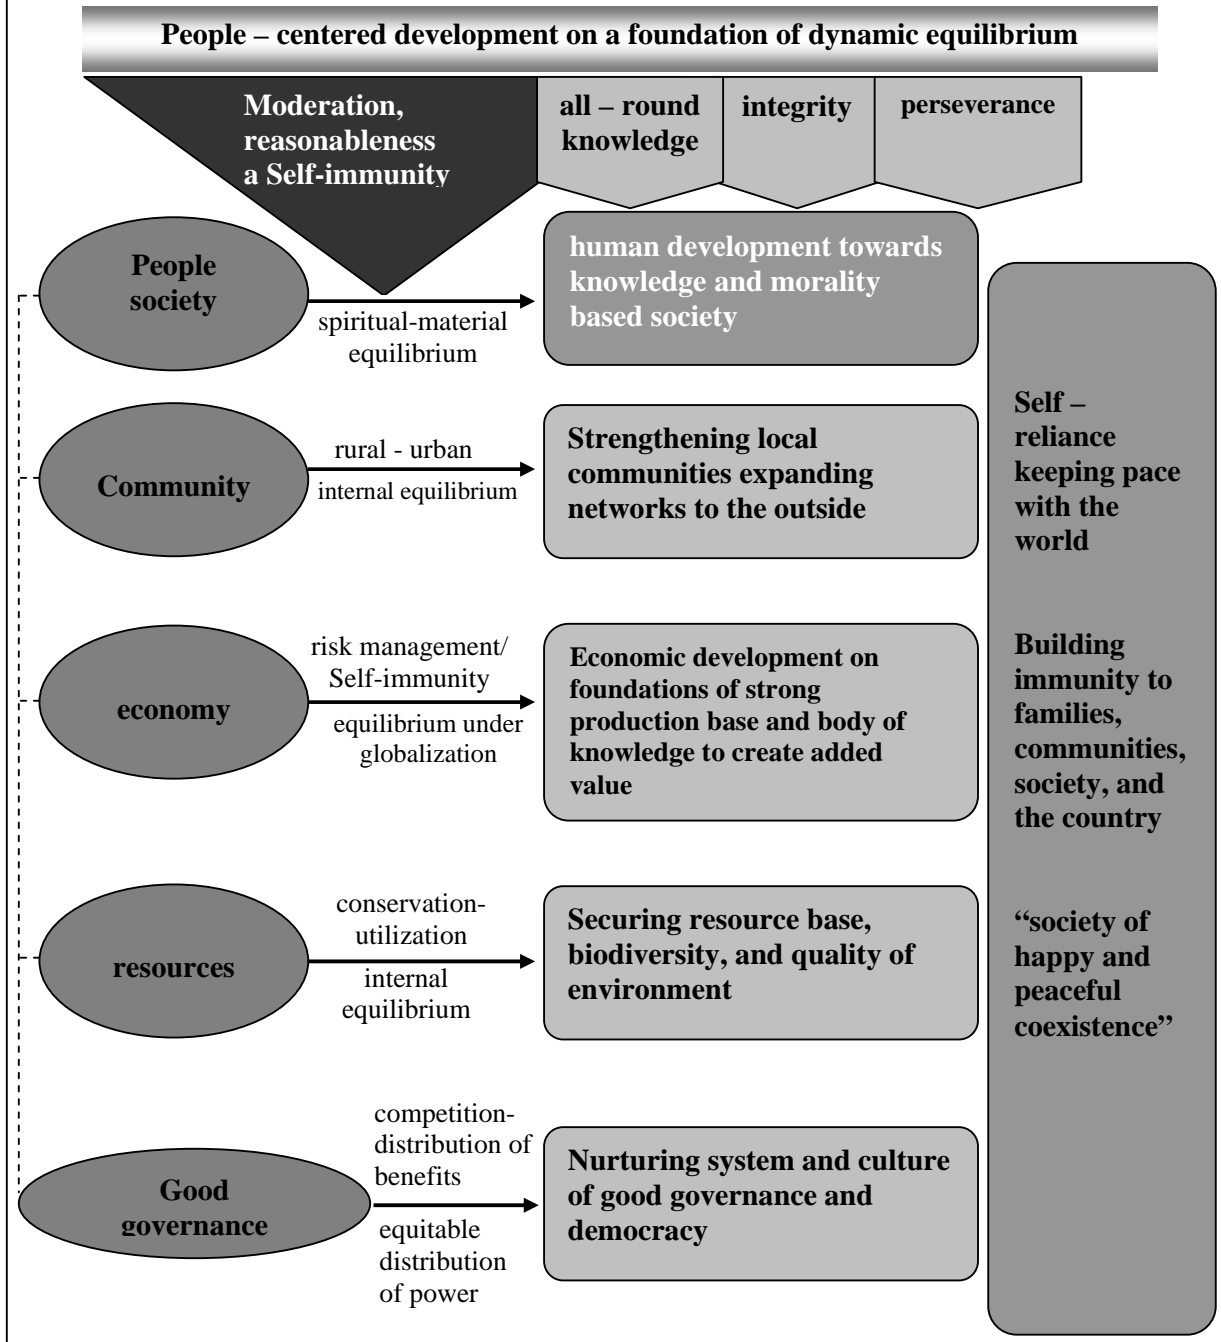 People – centered development on a foundation of dynamic equilibrium
Moderation,
reasonableness
a Self-immunity
all – round
knowledge
integrity
perseverance
People
society
spiritual-material
equilibrium
human development towards
knowledge and morality
based society
Community
rural - urban
internal equilibrium
Strengthening local
communities expanding
networks to the outside
economy
risk management/
Self-immunity
equilibrium under
globalization
Economic development on
foundations of strong
production base and body of
knowledge to create added
value
resources
conservation-
utilization
internal
equilibrium
Securing resource base,
biodiversity, and quality of
environment
Good
governance
competition-
distribution of
benefits
equitable
distribution
of power
Nurturing system and culture
of good governance and
democracy
Self –
reliance
keeping pace
with the
world
Building
immunity to
families,
communities,
society, and
the country
“society of
happy and
peaceful
coexistence”